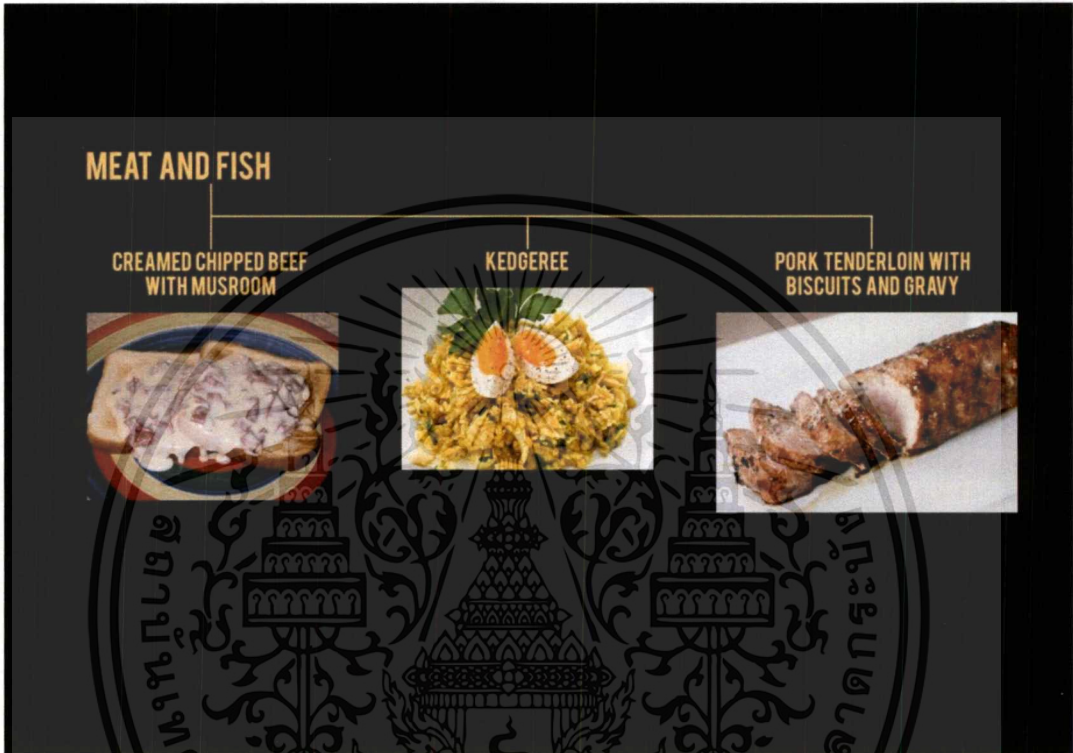 MEAT AND FISH
CREAMED CHIPPED BEEF
WITH MUSROOM
KEDGEREE
PORK TENDERLOIN WITH
BISCUITS AND GRAVY